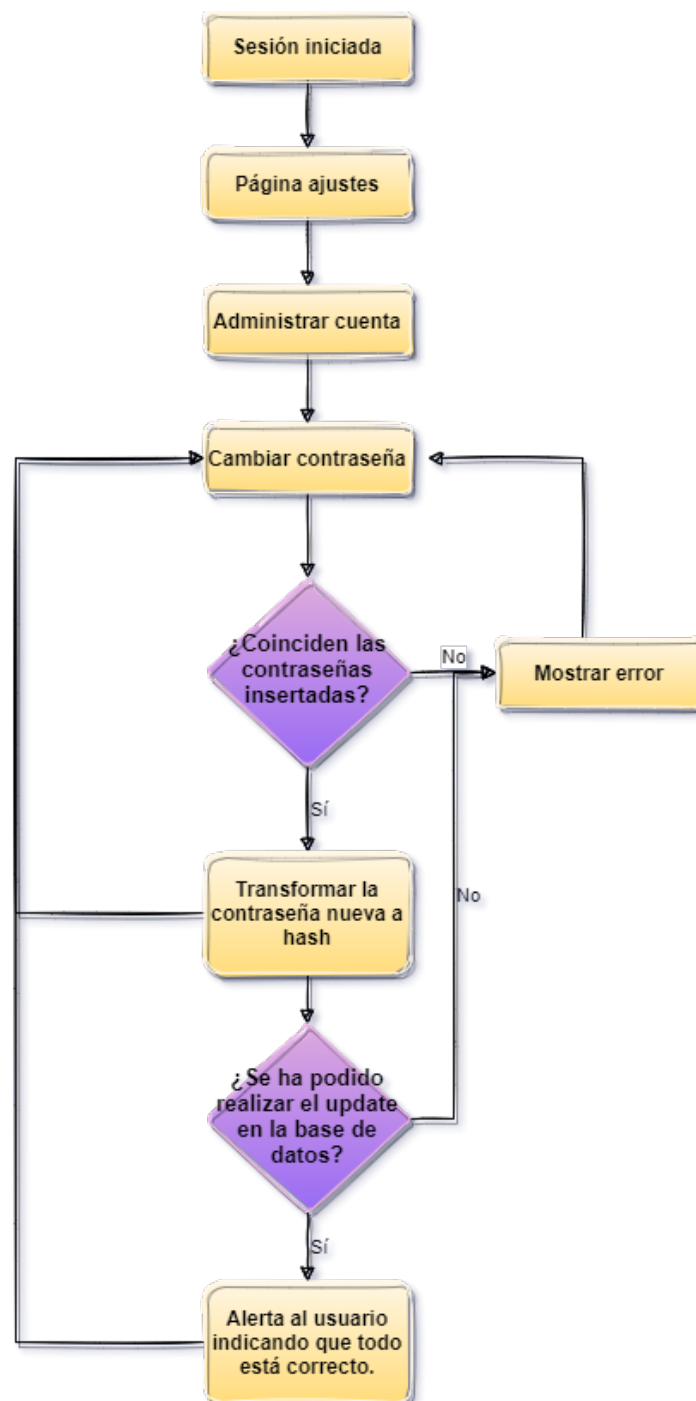 Sesión iniciada
Página ajustes
Administrar cuenta
Cambiar contraseña
¿Coinciden las
contraseñas
insertadas?
No
Mostrar error
Sí
Transformar la
contraseña nueva a
hash
No
¿Se ha podido
realizar el update
en la base de
datos?
Sí
Alerta al usuario
indicando que todo
está correcto.